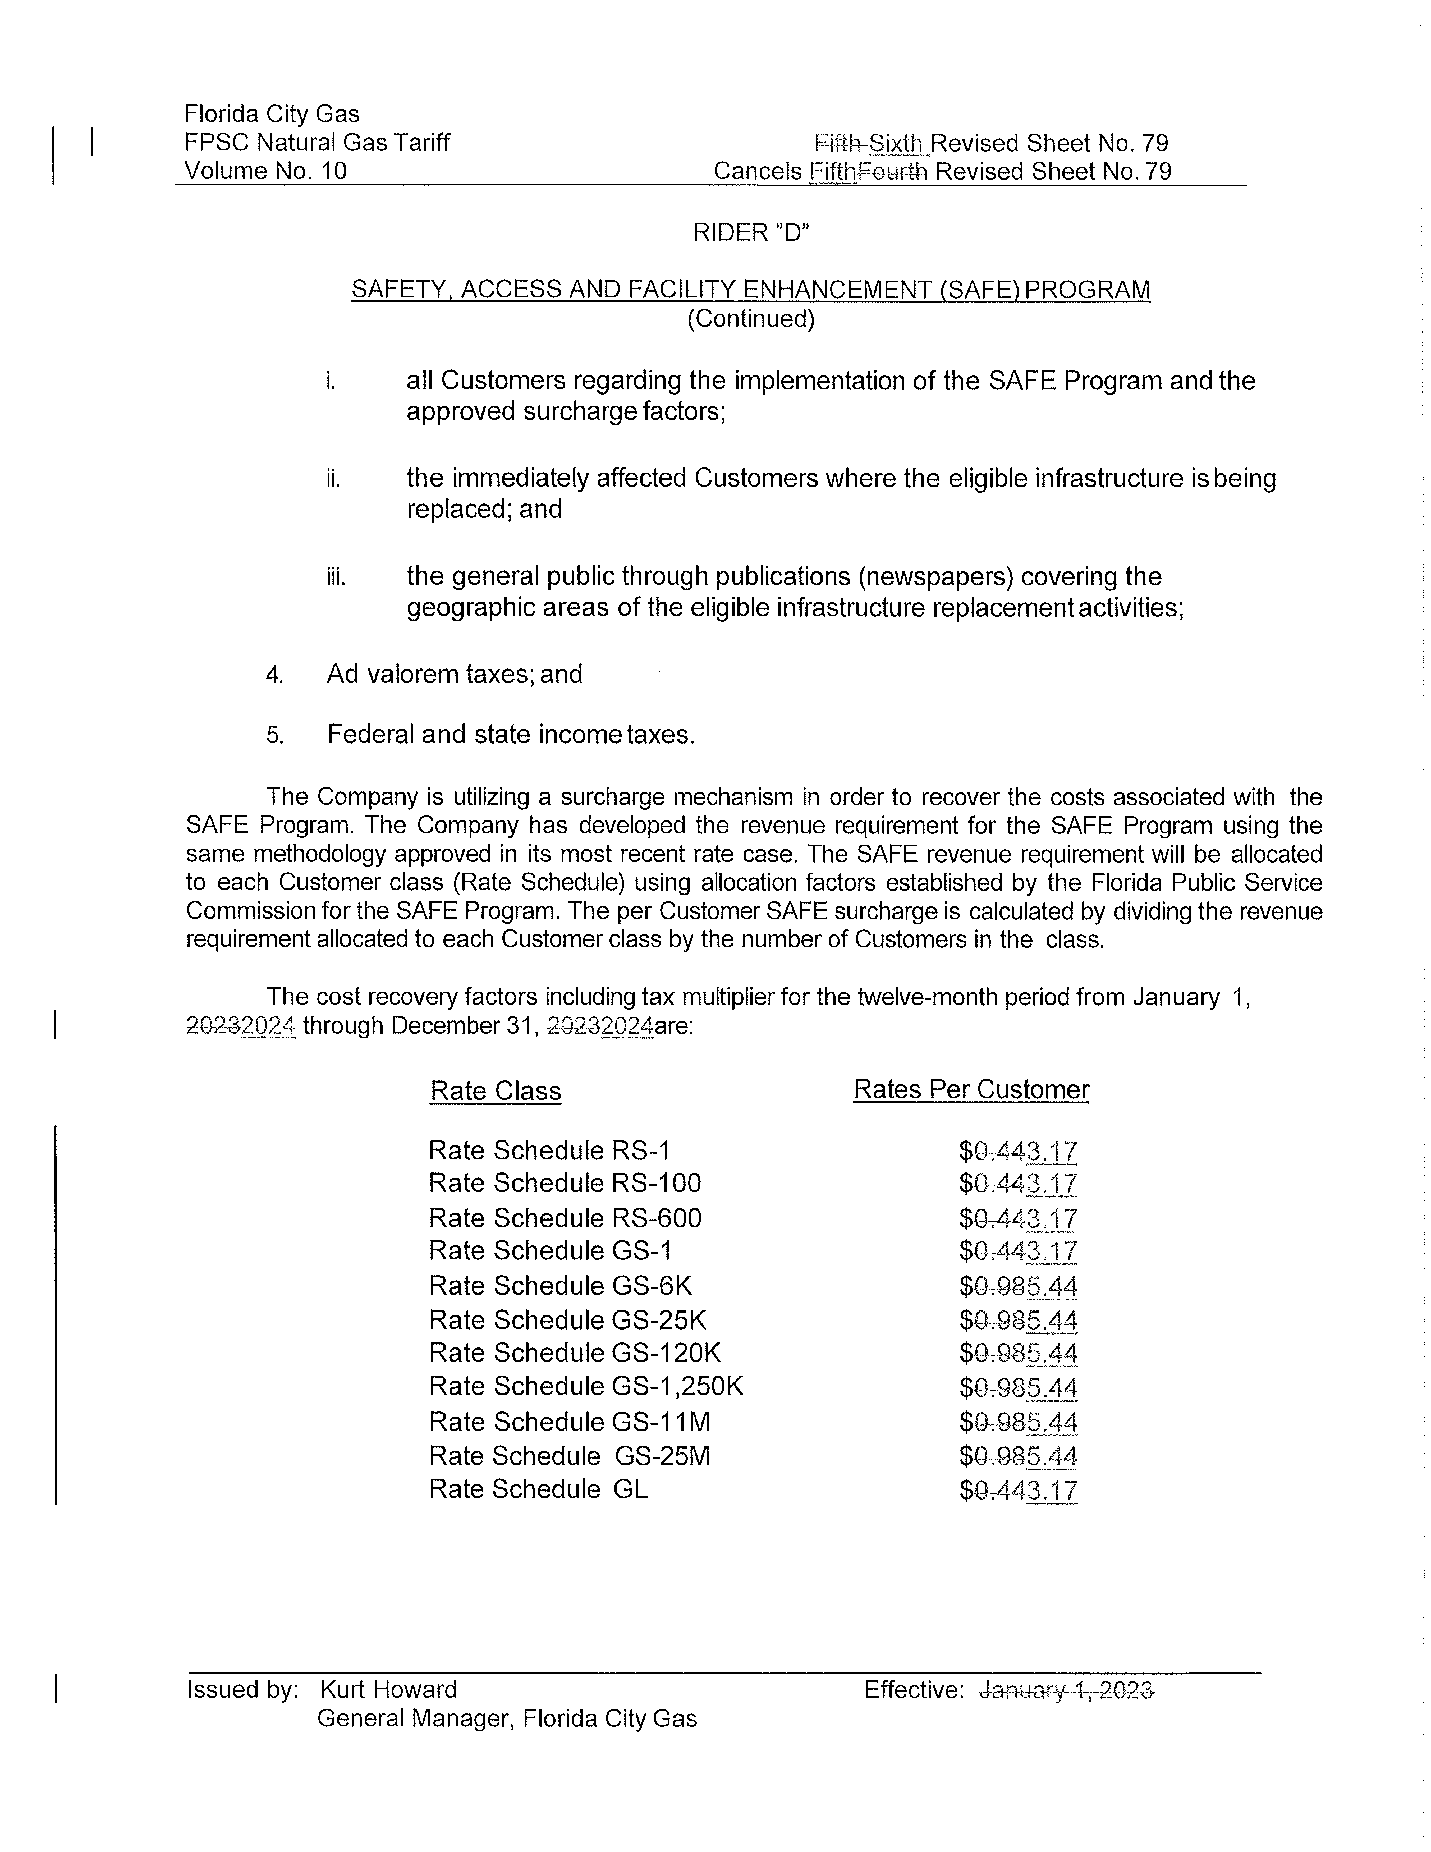 Florida City Gas
FPSC Natural Gas Tariff Fifth Sixth Revised Sheet No. 79
Volume No. 10 Cancels FifthFourth Revised Sheet No. 79
RIDER "D"
SAFETY, ACCESS AND FACILITY ENHANCEMENT (SAFE) PROGRAM
(Continued)
i. all Customers regarding the implementation of the SAFE Program and the
approved surcharge factors;
ii. the immediately affected Customers where the eligible infrastructure is being
replaced; and
iii. the general public through publications (newspapers) covering the
geographic areas of the eligible infrastructure replacement activities;
4. Ad valorem taxes; and
5. Federal and state income taxes.
The Company is utilizing a surcharge mechanism in order to recover the costs associated with the
SAFE Program. The Company has developed the revenue requirement for the SAFE Program using the
same methodology approved in its most recent rate case. The SAFE revenue requirement will be allocated
to each Customer class (Rate Schedule) using allocation factors established by the Florida Public Service
Commission for the SAFE Program. The per Customer SAFE surcharge is calculated by dividing the revenue
requirement allocated to each Customer class by the number of Customers in the class.
The cost recovery factors including tax multiplier for the twelve-month period from January 1,
20232024 through December 31, 20232024are:
Rate Class Rates Per Customer
Rate Schedule RS-1 $0.443.17
Rate Schedule RS-100 $0.443.17
Rate Schedule RS-600 $0.443.17
Rate Schedule GS-1 $0.443.17
Rate Schedule GS-6K $0.985.44
Rate Schedule GS-25K $0.985.44
Rate Schedule GS-120K $0.985.44
Rate Schedule GS-1,250K $0.985.44
Rate Schedule GS-11M $0.985.44
Rate Schedule GS-25M $0.985.44
Rate Schedule GL $0.443.17
Issued by: Kurt Howard Effective: January 1, 2023
General Manager, Florida City Gas